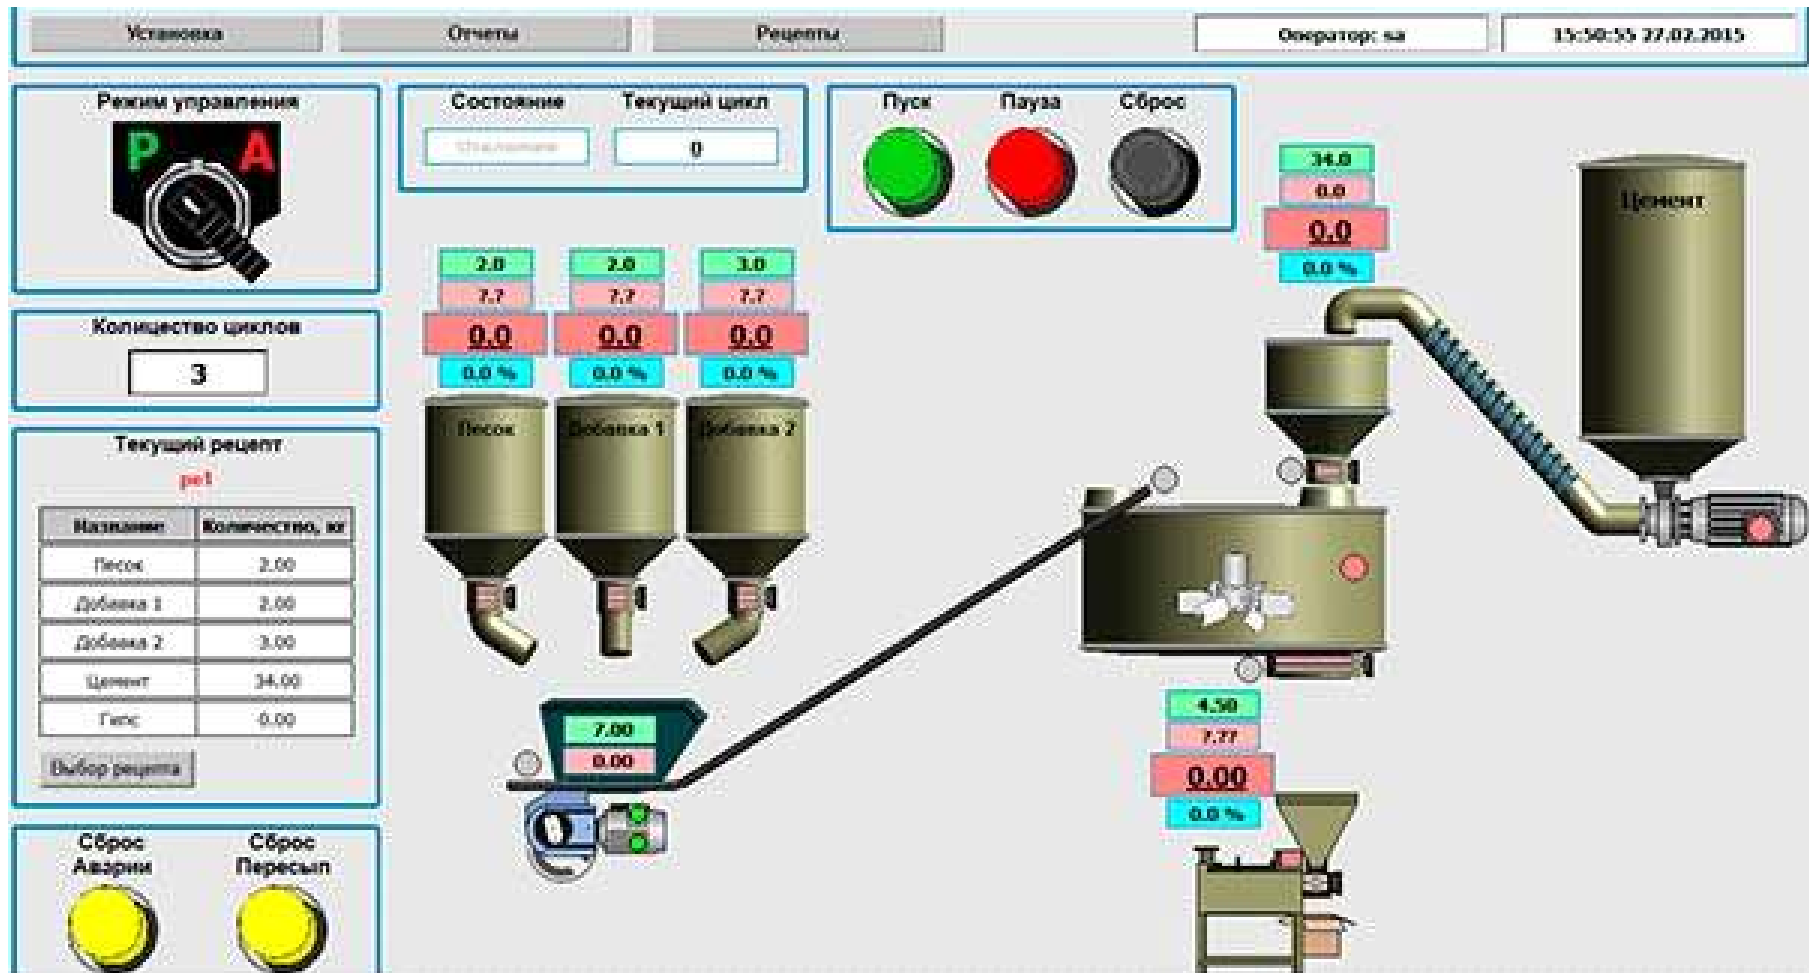 Установка
Отчеты
Рецепты
Оператор: sa
15:50:55 27.02.2015
Режим управления
Р А
Состояние
Текущий цикл
0
Пуск
Пауза
Сброс
34.0
0.0
0.0
0.0 %
Цемент
2.0 2.0 3.0
7.7 7.7 7.7
0.0 0.0 0.0
0.0 % 0.0 % 0.0 %
Количество циклов
3
Песок
Добавка 1
Добавка 2
Текущий рецепт
ре1
Название Количество, кг
Песок 2.00
Добавка 1 2.00
Добавка 2 3.00
Цемент 34.00
Гипс 0.00
Выбор рецепта
7.00
0.00
4.50
7.77
0.00
0.0 %
Сброс
Аварии
Сброс
Пересып